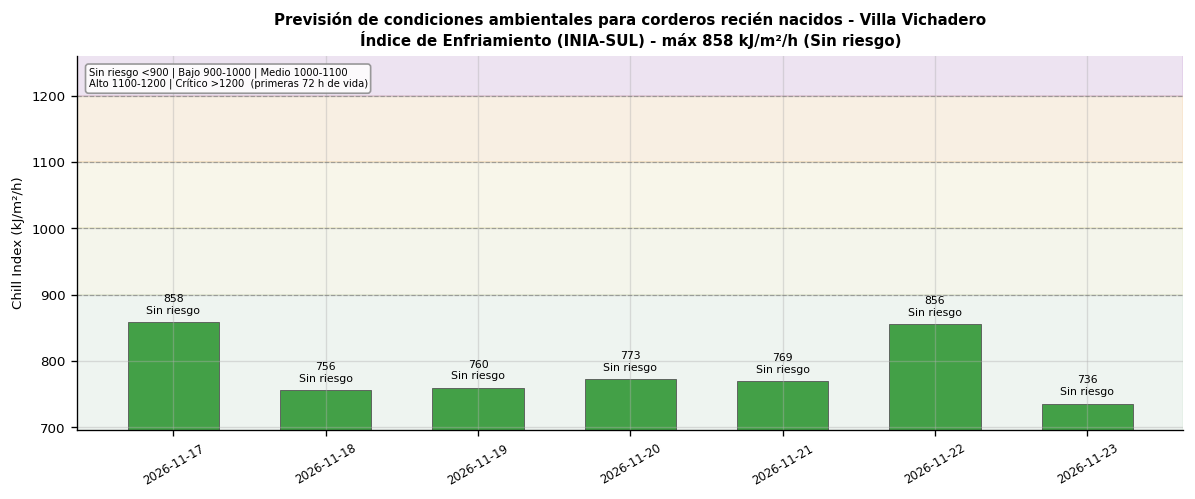 Previsión de condiciones ambientales para corderos recién nacidos - Villa Vichadero
Índice de Enfriamiento (INIA-SUL) - máx 858 kJ/m²/h (Sin riesgo)
Sin riesgo <900 | Bajo 900-1000 | Medio 1000-1100
Alto 1100-1200 | Crítico >1200 (primeras 72 h de vida)
Chill Index (kJ/m²/h)
1200
1100
1000
900
800
700
858
Sin riesgo
756
Sin riesgo
760
Sin riesgo
773
Sin riesgo
769
Sin riesgo
856
Sin riesgo
736
Sin riesgo
2026-11-17
2026-11-18
2026-11-19
2026-11-20
2026-11-21
2026-11-22
2026-11-23